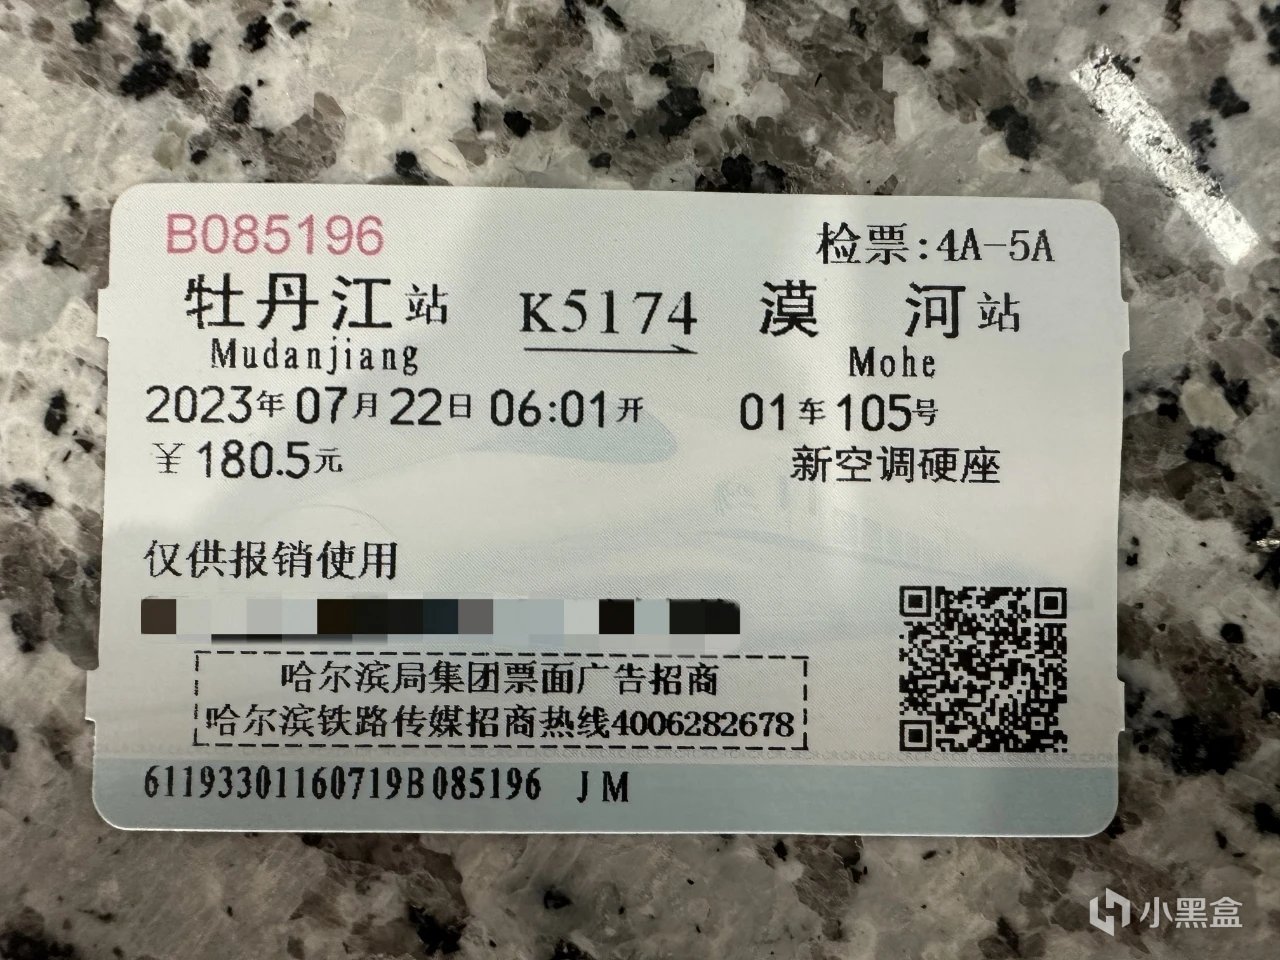 B085196
检票:4A-5A
牡丹江站 K5174 漠河站
Mudanjiang Mohe
2023年07月22日06:01开 01车105号
¥180.5元 新空调硬座
仅供报销使用
哈尔滨局集团票面广告招商
哈尔滨铁路传媒招商热线4006282678
61193301160719B085196 JM
小黑盒